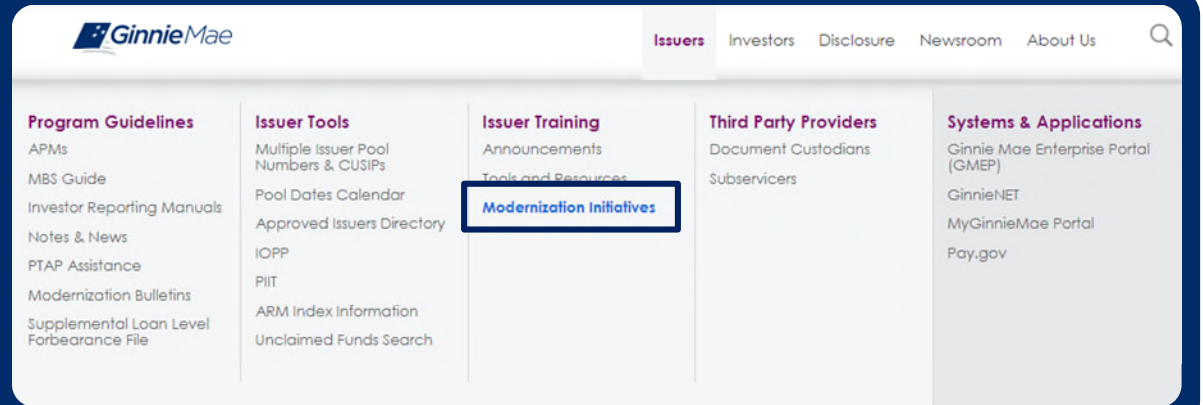 GinnieMae
Issuers Investors Disclosure Newsroom About Us
Program Guidelines
APMs
MBS Guide
Investor Reporting Manuals
Notes & News
PTAP Assistance
Modernization Bulletins
Supplemental Loan Level
Forbearance File
Issuer Tools
Multiple Issuer Pool
Numbers & CUSIPs
Pool Dates Calendar
Approved Issuers Directory
IOPP
PIIT
ARM Index Information
Unclaimed Funds Search
Issuer Training
Announcements
Tools and Resources
Modernization Initiatives
Third Party Providers
Document Custodians
Subservicers
Systems & Applications
Ginnie Mae Enterprise Portal
(GMEP)
GinnieNET
MyGinnieMae Portal
Pay.gov